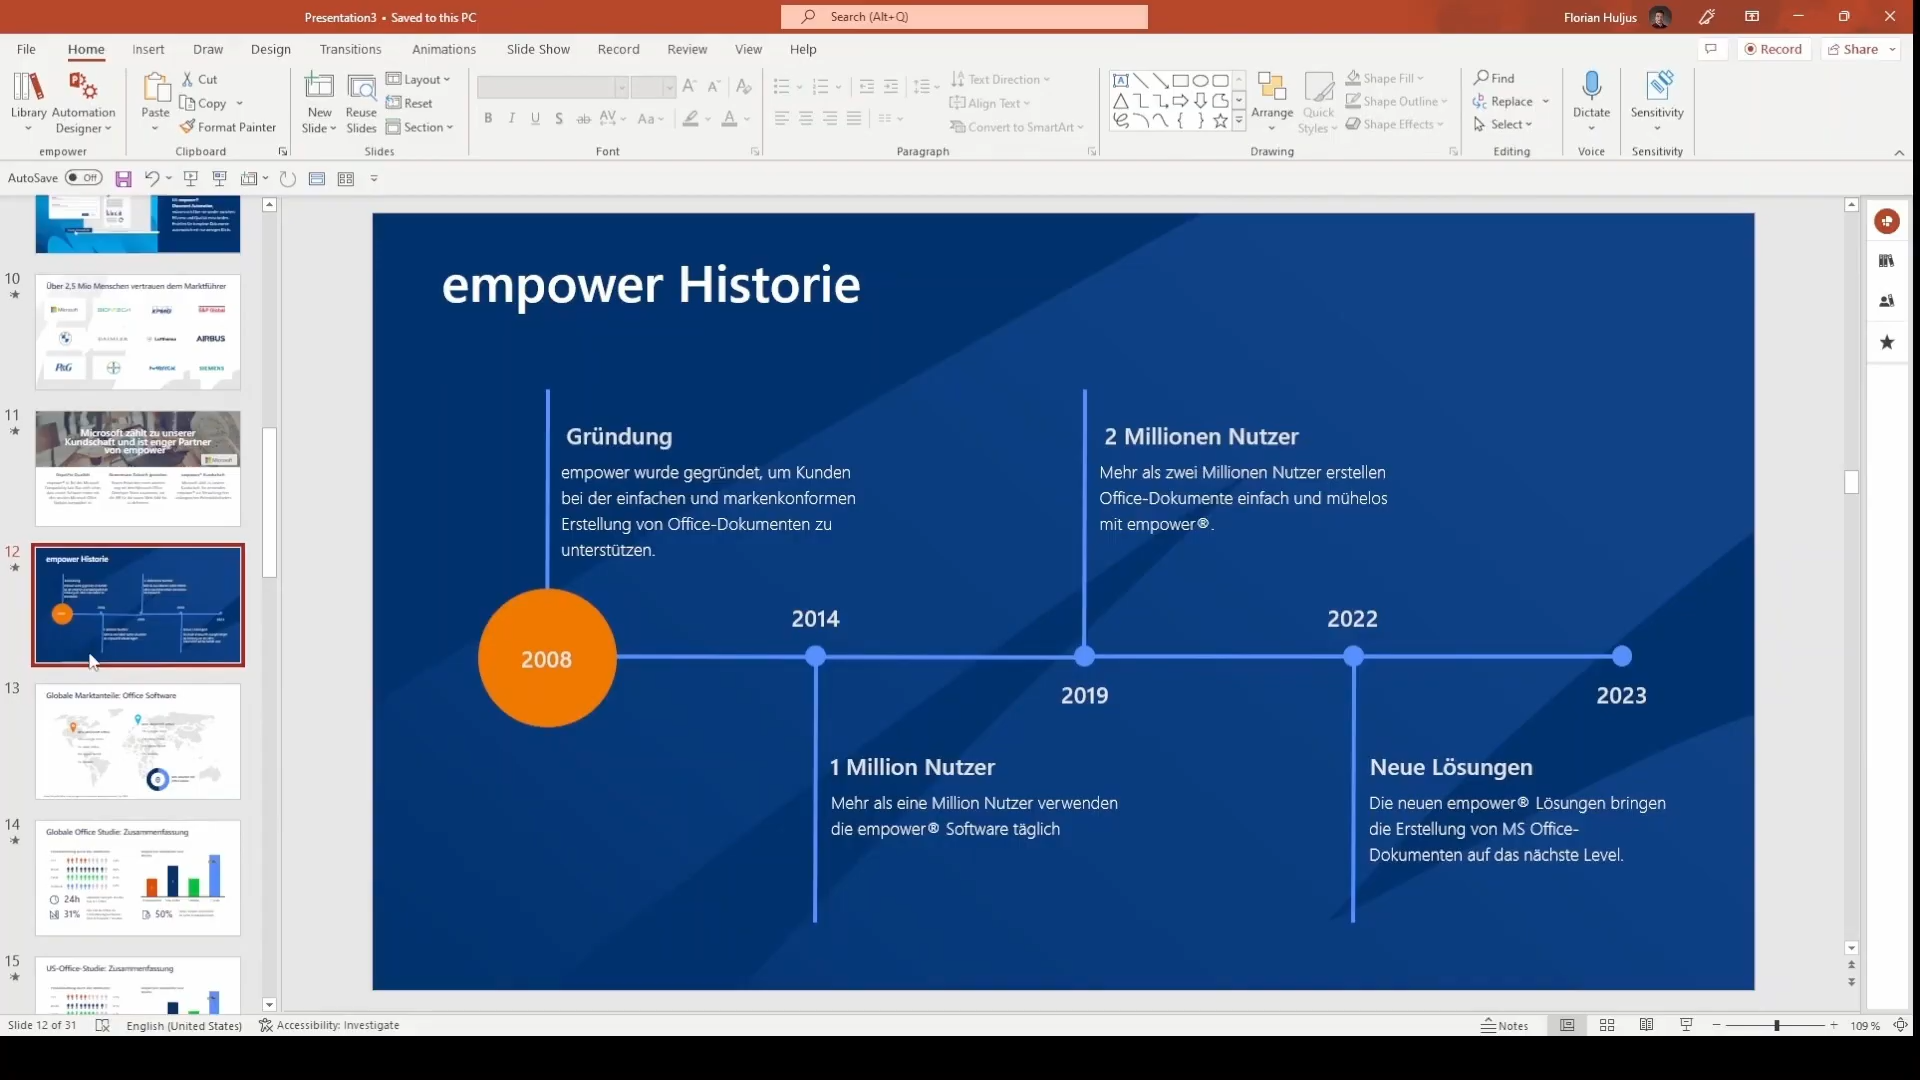 Presentation3 • Saved to this PC
Search (Alt+Q)
Florian Huljus
File Home Insert Draw Design Transitions Animations Slide Show Record Review View Help
Record Share
Library
Automation Designer
empower
Paste
Cut
Copy
Format Painter
Clipboard
New Slide
Reuse Slides
Layout
Reset
Section
Slides
Font
Text Direction
Align Text
Convert to SmartArt
Paragraph
Arrange
Quick Styles
Shape Fill
Shape Outline
Shape Effects
Drawing
Find
Replace
Select
Editing
Dictate
Voice
Sensitivity
Sensitivity
AutoSave Off
10
Über 2,5 Mio Menschen vertrauen dem Marktführer
Microsoft BIONTECH KPMG S&P Global
DAIMLER Lufthansa AIRBUS
P&G MERCK SIEMENS
11
Microsoft zählt zu unserer
Kundschaft und ist enger Partner
von empower®
Microsoft
12
empower Historie
13
Globale Marktanteile: Office Software
14
Globale Office Studie: Zusammenfassung
24h
31%
50%
15
US-Office-Studie: Zusammenfassung
empower Historie
Gründung
empower wurde gegründet, um Kunden
bei der einfachen und markenkonformen
Erstellung von Office-Dokumenten zu
unterstützen.
2 Millionen Nutzer
Mehr als zwei Millionen Nutzer erstellen
Office-Dokumente einfach und mühelos
mit empower®.
2008
2014
2019
2022
2023
1 Million Nutzer
Mehr als eine Million Nutzer verwenden
die empower® Software täglich
Neue Lösungen
Die neuen empower® Lösungen bringen
die Erstellung von MS Office-
Dokumenten auf das nächste Level.
Slide 12 of 31
English (United States)
Accessibility: Investigate
Notes
109 %